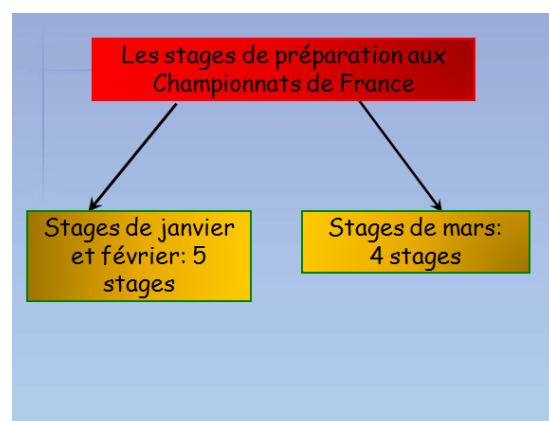 Les stages de préparation aux
Championnats de France
Stages de janvier
et février: 5
stages
Stages de mars:
4 stages